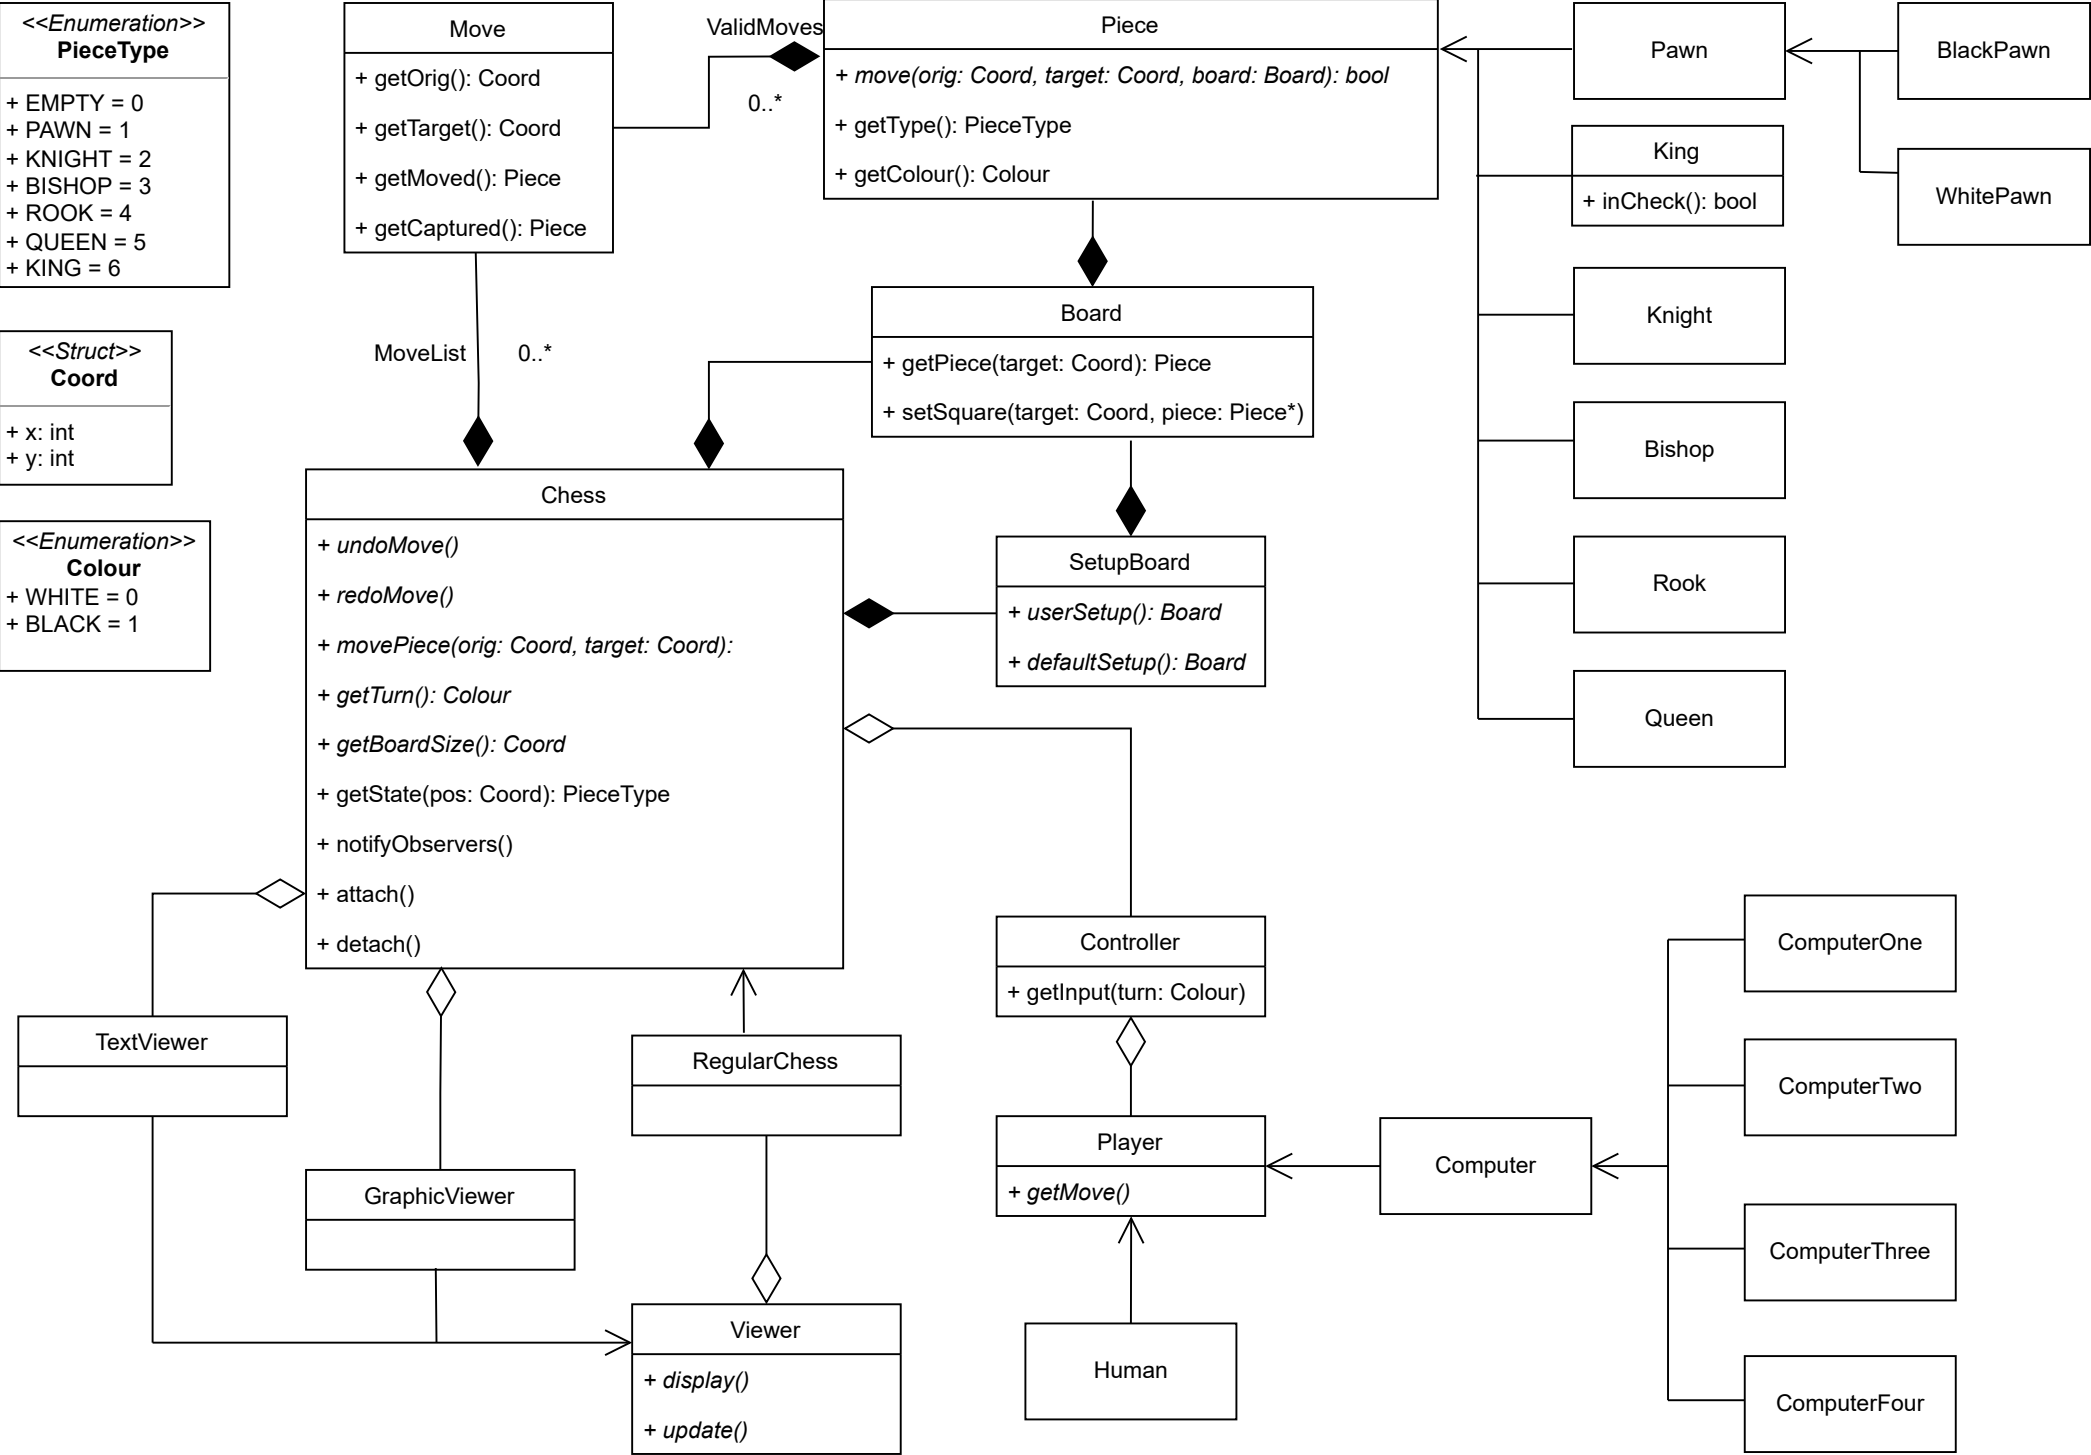 <<Enumeration>>
PieceType
+ EMPTY = 0
+ PAWN = 1
+ KNIGHT = 2
+ BISHOP = 3
+ ROOK = 4
+ QUEEN = 5
+ KING = 6
<<Struct>>
Coord
+ x: int
+ y: int
<<Enumeration>>
Colour
+ WHITE = 0
+ BLACK = 1
Move
+ getOrig(): Coord
+ getTarget(): Coord
+ getMoved(): Piece
+ getCaptured(): Piece
ValidMoves
0..*
Piece
+ move(orig: Coord, target: Coord, board: Board): bool
+ getType(): PieceType
+ getColour(): Colour
Pawn
BlackPawn
WhitePawn
King
+ inCheck(): bool
Knight
Bishop
Rook
Queen
MoveList
0..*
Board
+ getPiece(target: Coord): Piece
+ setSquare(target: Coord, piece: Piece*)
Chess
+ undoMove()
+ redoMove()
+ movePiece(orig: Coord, target: Coord):
+ getTurn(): Colour
+ getBoardSize(): Coord
+ getState(pos: Coord): PieceType
+ notifyObservers()
+ attach()
+ detach()
SetupBoard
+ userSetup(): Board
+ defaultSetup(): Board
Controller
+ getInput(turn: Colour)
TextViewer
GraphicViewer
RegularChess
Viewer
+ display()
+ update()
Player
+ getMove()
Human
Computer
ComputerOne
ComputerTwo
ComputerThree
ComputerFour